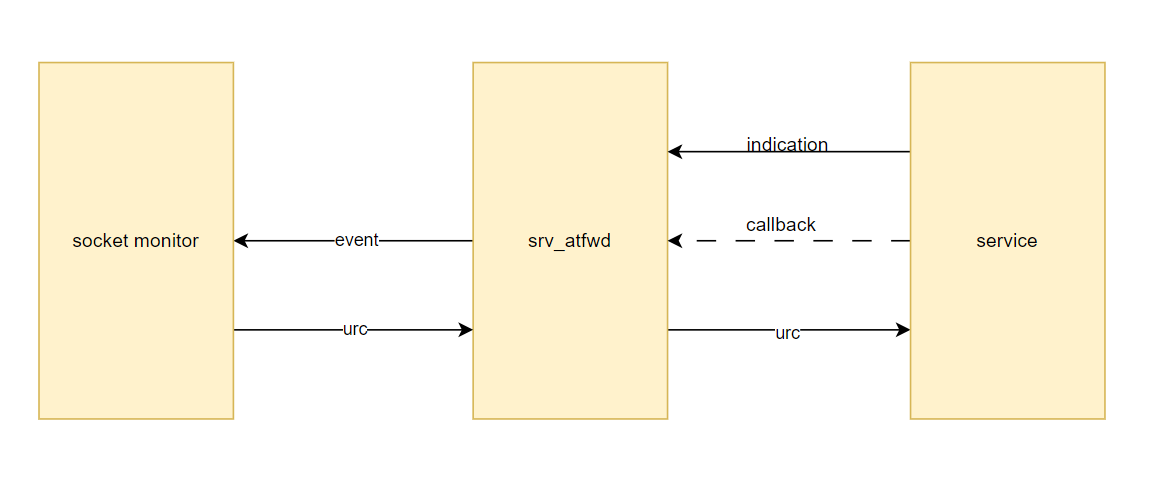 indication
callback
socket monitor
event
srv_atfwd
service
urc
urc